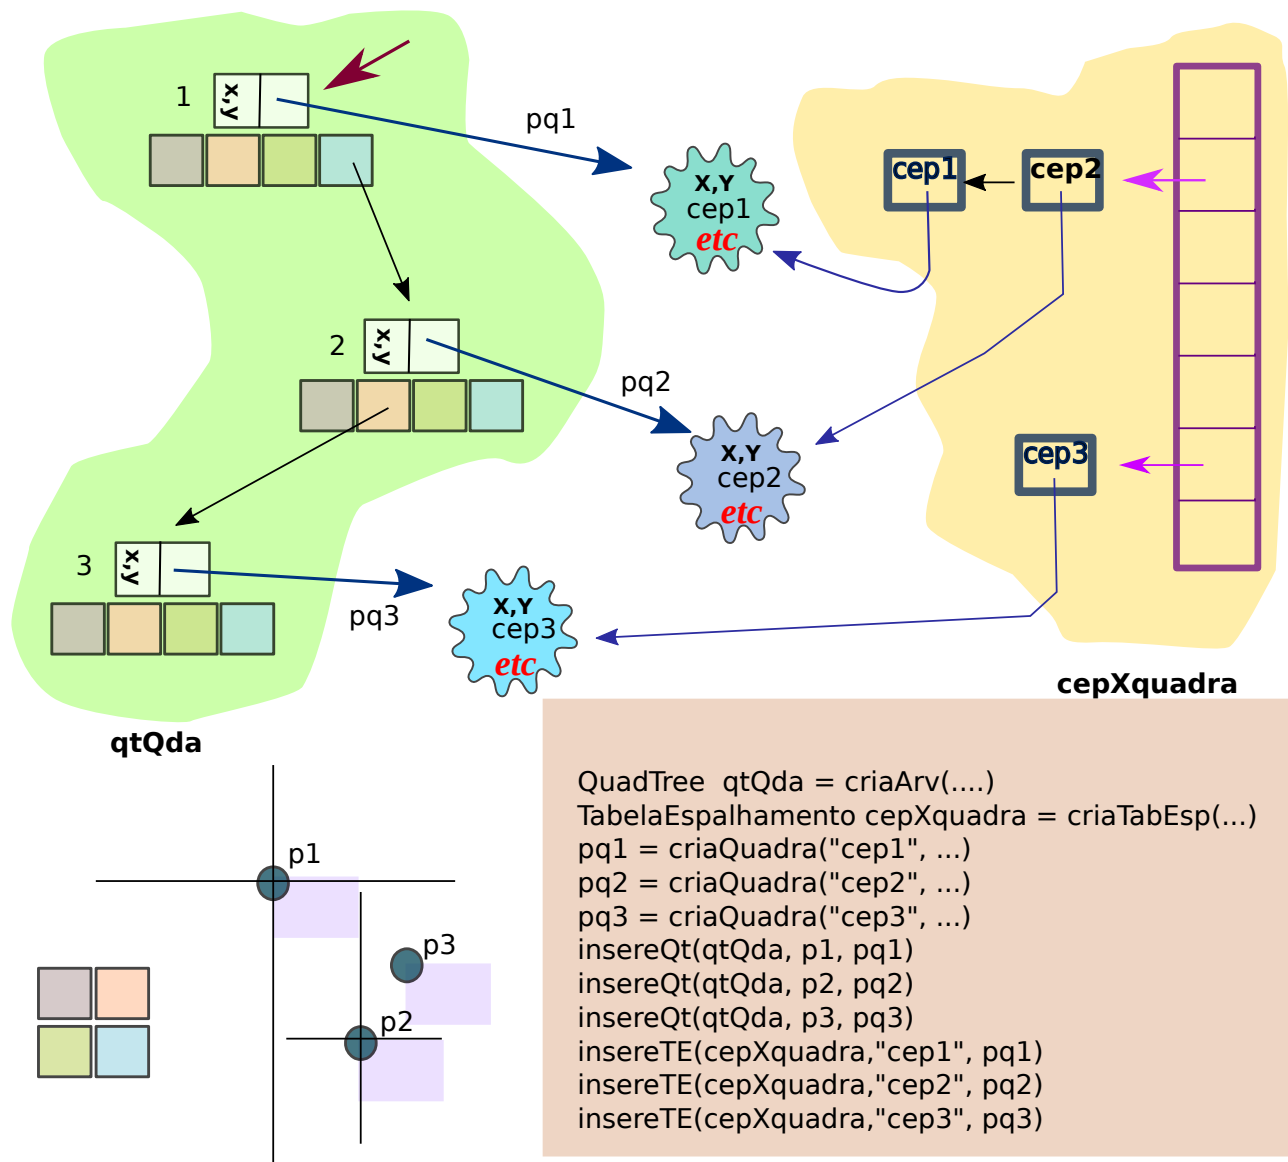 1
x,y
pq1
X,Y
cep1
etc
cep1
cep2
2
x,y
pq2
X,Y
cep2
etc
cep3
3
x,y
pq3
X,Y
cep3
etc
cepXquadra
qtQda
p1
p3
p2
QuadTree  qtQda = criaArv(....)
TabelaEspalhamento cepXquadra = criaTabEsp(...)
pq1 = criaQuadra("cep1", ...)
pq2 = criaQuadra("cep2", ...)
pq3 = criaQuadra("cep3", ...)
insereQt(qtQda, p1, pq1)
insereQt(qtQda, p2, pq2)
insereQt(qtQda, p3, pq3)
insereTE(cepXquadra,"cep1", pq1)
insereTE(cepXquadra,"cep2", pq2)
insereTE(cepXquadra,"cep3", pq3)